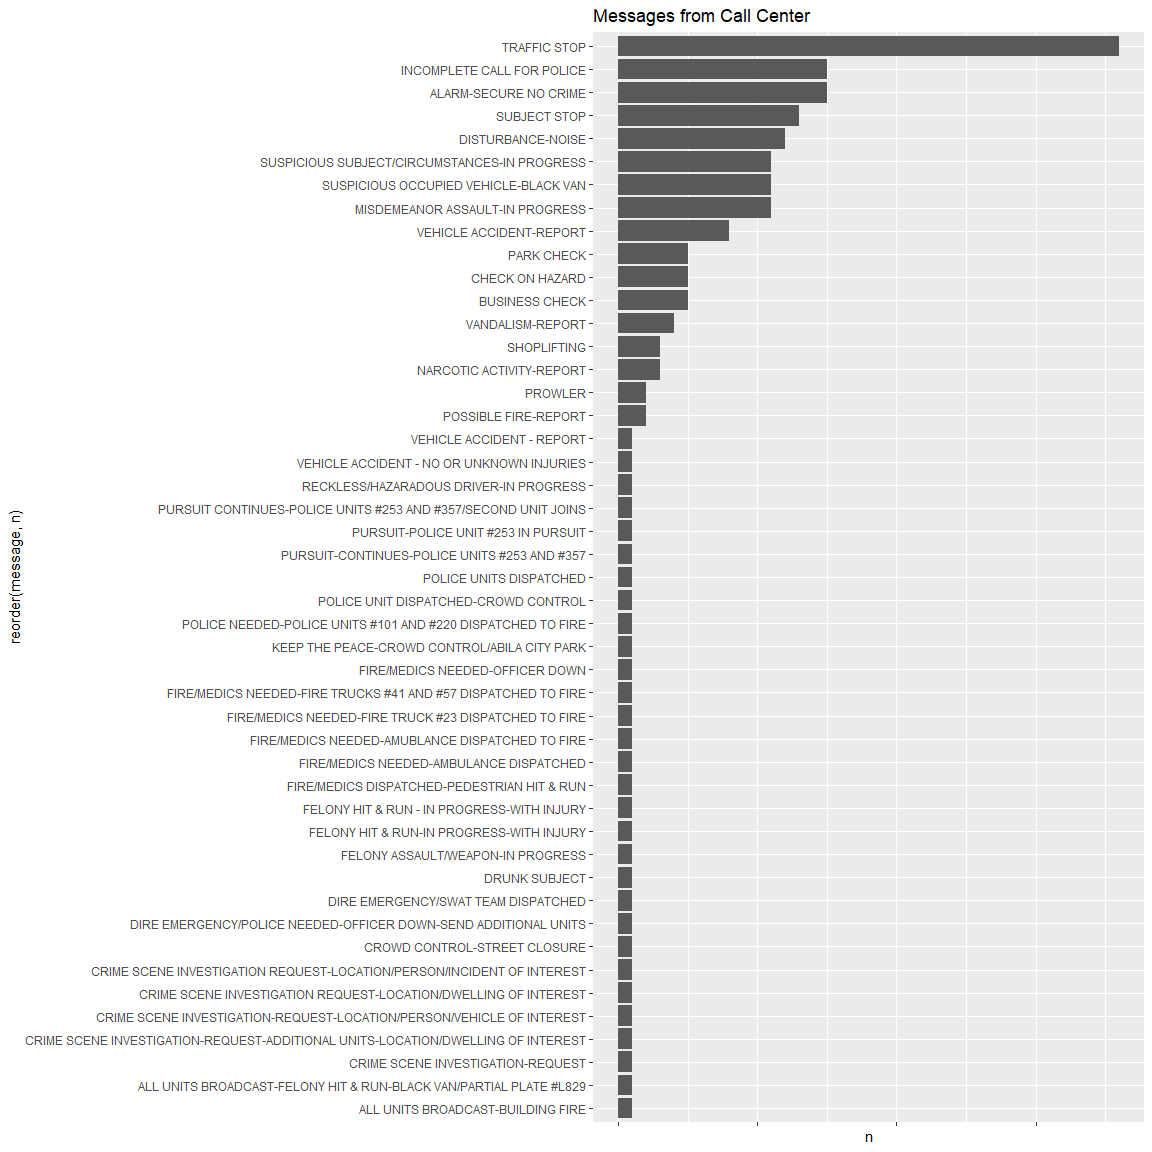 Messages from Call Center
TRAFFIC STOP
INCOMPLETE CALL FOR POLICE
ALARM-SECURE NO CRIME
SUBJECT STOP
DISTURBANCE-NOISE
SUSPICIOUS SUBJECT/CIRCUMSTANCES-IN PROGRESS
SUSPICIOUS OCCUPIED VEHICLE-BLACK VAN
MISDEMEANOR ASSAULT-IN PROGRESS
VEHICLE ACCIDENT-REPORT
PARK CHECK
CHECK ON HAZARD
BUSINESS CHECK
VANDALISM-REPORT
SHOPLIFTING
NARCOTIC ACTIVITY-REPORT
PROWLER
POSSIBLE FIRE-REPORT
VEHICLE ACCIDENT - REPORT
VEHICLE ACCIDENT - NO OR UNKNOWN INJURIES
RECKLESS/HAZARADOUS DRIVER-IN PROGRESS
PURSUIT CONTINUES-POLICE UNITS #253 AND #357/SECOND UNIT JOINS
PURSUIT-POLICE UNIT #253 IN PURSUIT
PURSUIT-CONTINUES-POLICE UNITS #253 AND #357
POLICE UNITS DISPATCHED
POLICE UNIT DISPATCHED-CROWD CONTROL
POLICE NEEDED-POLICE UNITS #101 AND #220 DISPATCHED TO FIRE
KEEP THE PEACE-CROWD CONTROL/ABILA CITY PARK
FIRE/MEDICS NEEDED-OFFICER DOWN
FIRE/MEDICS NEEDED-FIRE TRUCKS #41 AND #57 DISPATCHED TO FIRE
FIRE/MEDICS NEEDED-FIRE TRUCK #23 DISPATCHED TO FIRE
FIRE/MEDICS NEEDED-AMUBLANCE DISPATCHED TO FIRE
FIRE/MEDICS NEEDED-AMBULANCE DISPATCHED
FIRE/MEDICS DISPATCHED-PEDESTRIAN HIT & RUN
FELONY HIT & RUN - IN PROGRESS-WITH INJURY
FELONY HIT & RUN-IN PROGRESS-WITH INJURY
FELONY ASSAULT/WEAPON-IN PROGRESS
DRUNK SUBJECT
DIRE EMERGENCY/SWAT TEAM DISPATCHED
DIRE EMERGENCY/POLICE NEEDED-OFFICER DOWN-SEND ADDITIONAL UNITS
CROWD CONTROL-STREET CLOSURE
CRIME SCENE INVESTIGATION REQUEST-LOCATION/PERSON/INCIDENT OF INTEREST
CRIME SCENE INVESTIGATION REQUEST-LOCATION/DWELLING OF INTEREST
CRIME SCENE INVESTIGATION-REQUEST-LOCATION/PERSON/VEHICLE OF INTEREST
CRIME SCENE INVESTIGATION-REQUEST-ADDITIONAL UNITS-LOCATION/DWELLING OF INTEREST
CRIME SCENE INVESTIGATION-REQUEST
ALL UNITS BROADCAST-FELONY HIT & RUN-BLACK VAN/PARTIAL PLATE #L829
ALL UNITS BROADCAST-BUILDING FIRE
reorder(message, n)
n